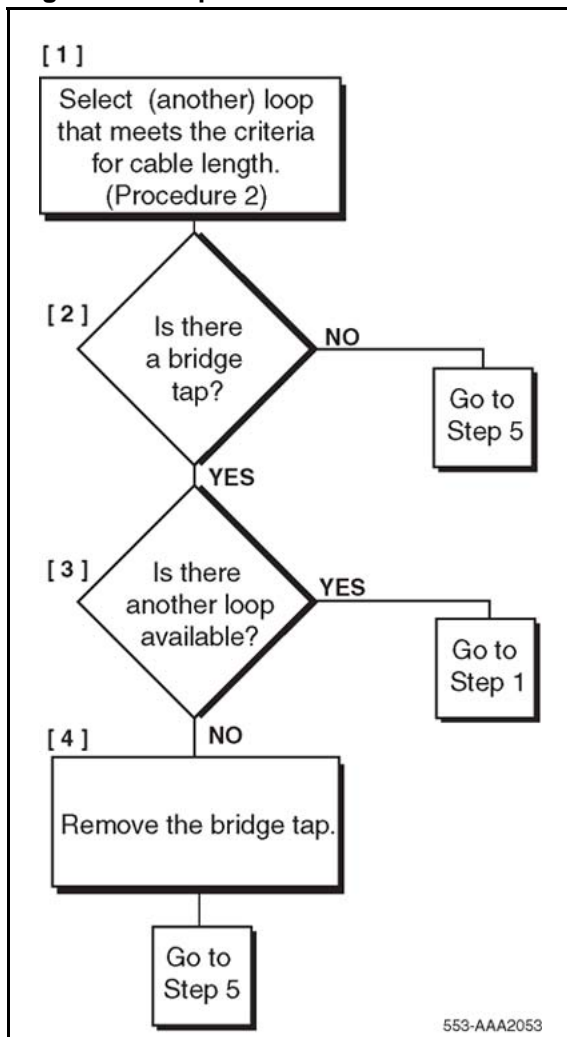 [ 1 ]
Select (another) loop
that meets the criteria
for cable length.
(Procedure 2)
[ 2 ]
Is there
a bridge
tap?
NO
Go to
Step 5
YES
[ 3 ]
Is there
another loop
available?
YES
Go to
Step 1
NO
[ 4 ]
Remove the bridge tap.
Go to
Step 5
553-AAA2053